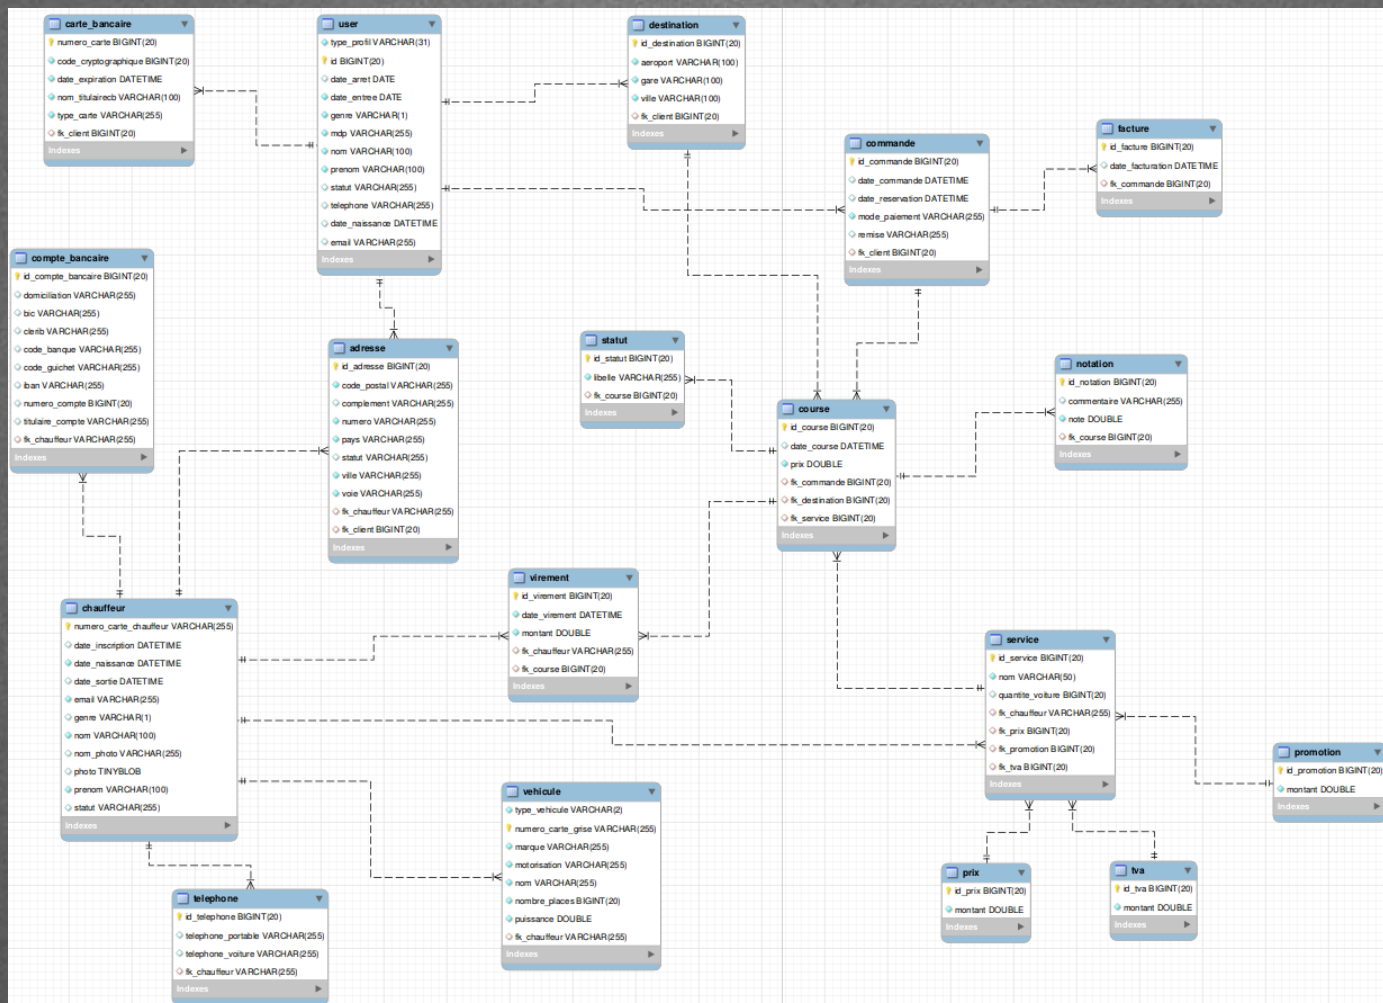 carte_bancaire
numero_carte BIGINT(20)
code_cryptographique BIGINT(20)
date_expiration DATETIME
nom_titulairecb VARCHAR(100)
type_carte VARCHAR(255)
fk_client BIGINT(20)
Indexes
user
type_profil VARCHAR(31)
id BIGINT(20)
date_arret DATE
date_entree DATE
genre VARCHAR(1)
mdp VARCHAR(255)
nom VARCHAR(100)
prenom VARCHAR(100)
statut VARCHAR(255)
telephone VARCHAR(255)
date_naissance DATETIME
email VARCHAR(255)
Indexes
destination
id_destination BIGINT(20)
aeroport VARCHAR(100)
gare VARCHAR(100)
ville VARCHAR(100)
fk_client BIGINT(20)
Indexes
commande
id_commande BIGINT(20)
date_commande DATETIME
date_reservation DATETIME
mode_paiement VARCHAR(255)
remise VARCHAR(255)
fk_client BIGINT(20)
Indexes
facture
id_facture BIGINT(20)
date_facturation DATETIME
fk_commande BIGINT(20)
Indexes
compte_bancaire
id_compte_bancaire BIGINT(20)
domiciliation VARCHAR(255)
bic VARCHAR(255)
clerib VARCHAR(255)
code_banque VARCHAR(255)
code_guichet VARCHAR(255)
iban VARCHAR(255)
numero_compte BIGINT(20)
titulaire_compte VARCHAR(255)
fk_chauffeur VARCHAR(255)
Indexes
adresse
id_adresse BIGINT(20)
code_postal VARCHAR(255)
complement VARCHAR(255)
numero VARCHAR(255)
pays VARCHAR(255)
statut VARCHAR(255)
ville VARCHAR(255)
voie VARCHAR(255)
fk_chauffeur VARCHAR(255)
fk_client BIGINT(20)
Indexes
statut
id_statut BIGINT(20)
libelle VARCHAR(255)
fk_course BIGINT(20)
Indexes
course
id_course BIGINT(20)
date_course DATETIME
prix DOUBLE
fk_commande BIGINT(20)
fk_destination BIGINT(20)
fk_service BIGINT(20)
Indexes
notation
id_notation BIGINT(20)
commentaire VARCHAR(255)
note DOUBLE
fk_course BIGINT(20)
Indexes
chauffeur
numero_carte_chauffeur VARCHAR(255)
date_inscription DATETIME
date_naissance DATETIME
date_sortie DATETIME
email VARCHAR(255)
genre VARCHAR(1)
nom VARCHAR(100)
nom_photo VARCHAR(255)
photo TINYBLOB
prenom VARCHAR(100)
statut VARCHAR(255)
Indexes
virement
id_virement BIGINT(20)
date_virement DATETIME
montant DOUBLE
fk_chauffeur VARCHAR(255)
fk_course BIGINT(20)
Indexes
service
id_service BIGINT(20)
nom VARCHAR(50)
quantite_voiture BIGINT(20)
fk_chauffeur VARCHAR(255)
fk_prix BIGINT(20)
fk_promotion BIGINT(20)
fk_tva BIGINT(20)
Indexes
promotion
id_promotion BIGINT(20)
montant DOUBLE
Indexes
vehicule
type_vehicule VARCHAR(2)
numero_carte_grise VARCHAR(255)
marque VARCHAR(255)
motorisation VARCHAR(255)
nom VARCHAR(255)
nombre_places BIGINT(20)
puissance DOUBLE
fk_chauffeur VARCHAR(255)
Indexes
telephone
id_telephone BIGINT(20)
telephone_portable VARCHAR(255)
telephone_voiture VARCHAR(255)
fk_chauffeur VARCHAR(255)
Indexes
prix
id_prix BIGINT(20)
montant DOUBLE
Indexes
tva
id_tva BIGINT(20)
montant DOUBLE
Indexes